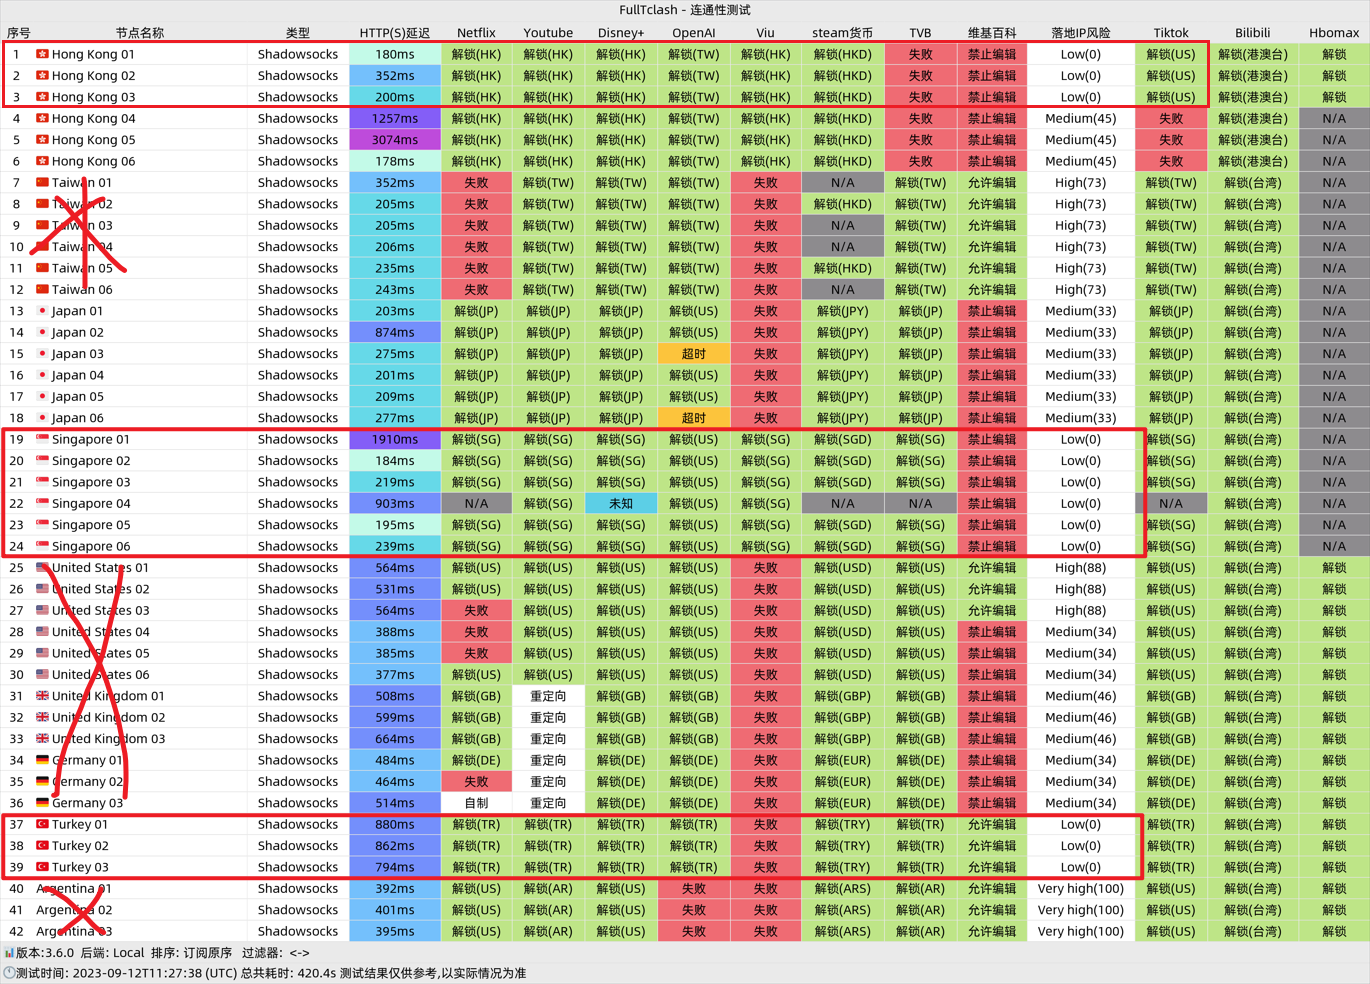 FullTclash - 连通性测试
序号 节点名称 类型 HTTP(S)延迟 Netflix Youtube Disney+ OpenAI Viu steam货币 TVB 维基百科 落地IP风险 Tiktok Bilibili Hbomax
1 Hong Kong 01 Shadowsocks 180ms 解锁(HK) 解锁(HK) 解锁(HK) 解锁(TW) 解锁(HK) 解锁(HKD) 失败 禁止编辑 Low(0) 解锁(US) 解锁(港澳台) 解锁
2 Hong Kong 02 Shadowsocks 352ms 解锁(HK) 解锁(HK) 解锁(HK) 解锁(TW) 解锁(HK) 解锁(HKD) 失败 禁止编辑 Low(0) 解锁(US) 解锁(港澳台) 解锁
3 Hong Kong 03 Shadowsocks 200ms 解锁(HK) 解锁(HK) 解锁(HK) 解锁(TW) 解锁(HK) 解锁(HKD) 失败 禁止编辑 Low(0) 解锁(US) 解锁(港澳台) 解锁
4 Hong Kong 04 Shadowsocks 1257ms 解锁(HK) 解锁(HK) 解锁(HK) 解锁(TW) 解锁(HK) 解锁(HKD) 失败 禁止编辑 Medium(45) 失败 解锁(港澳台) N/A
5 Hong Kong 05 Shadowsocks 3074ms 解锁(HK) 解锁(HK) 解锁(HK) 解锁(TW) 解锁(HK) 解锁(HKD) 失败 禁止编辑 Medium(45) 失败 解锁(港澳台) N/A
6 Hong Kong 06 Shadowsocks 178ms 解锁(HK) 解锁(HK) 解锁(HK) 解锁(TW) 解锁(HK) 解锁(HKD) 失败 禁止编辑 Medium(45) 失败 解锁(港澳台) N/A
7 Taiwan 01 Shadowsocks 352ms 失败 解锁(TW) 解锁(TW) 解锁(TW) 失败 N/A 解锁(TW) 允许编辑 High(73) 解锁(TW) 解锁(台湾) N/A
8 Taiwan 02 Shadowsocks 205ms 失败 解锁(TW) 解锁(TW) 解锁(TW) 失败 解锁(HKD) 解锁(TW) 允许编辑 High(73) 解锁(TW) 解锁(台湾) N/A
9 Taiwan 03 Shadowsocks 205ms 失败 解锁(TW) 解锁(TW) 解锁(TW) 失败 N/A 解锁(TW) 允许编辑 High(73) 解锁(TW) 解锁(台湾) N/A
10 Taiwan 04 Shadowsocks 206ms 失败 解锁(TW) 解锁(TW) 解锁(TW) 失败 N/A 解锁(TW) 允许编辑 High(73) 解锁(TW) 解锁(台湾) N/A
11 Taiwan 05 Shadowsocks 235ms 失败 解锁(TW) 解锁(TW) 解锁(TW) 失败 解锁(HKD) 解锁(TW) 允许编辑 High(73) 解锁(TW) 解锁(台湾) N/A
12 Taiwan 06 Shadowsocks 243ms 失败 解锁(TW) 解锁(TW) 解锁(TW) 失败 N/A 解锁(TW) 允许编辑 High(73) 解锁(TW) 解锁(台湾) N/A
13 Japan 01 Shadowsocks 203ms 解锁(JP) 解锁(JP) 解锁(JP) 解锁(US) 失败 解锁(JPY) 解锁(JP) 禁止编辑 Medium(33) 解锁(JP) 解锁(台湾) N/A
14 Japan 02 Shadowsocks 874ms 解锁(JP) 解锁(JP) 解锁(JP) 解锁(US) 失败 解锁(JPY) 解锁(JP) 禁止编辑 Medium(33) 解锁(JP) 解锁(台湾) N/A
15 Japan 03 Shadowsocks 275ms 解锁(JP) 解锁(JP) 解锁(JP) 超时 失败 解锁(JPY) 解锁(JP) 禁止编辑 Medium(33) 解锁(JP) 解锁(台湾) N/A
16 Japan 04 Shadowsocks 201ms 解锁(JP) 解锁(JP) 解锁(JP) 解锁(US) 失败 解锁(JPY) 解锁(JP) 禁止编辑 Medium(33) 解锁(JP) 解锁(台湾) N/A
17 Japan 05 Shadowsocks 209ms 解锁(JP) 解锁(JP) 解锁(JP) 解锁(US) 失败 解锁(JPY) 解锁(JP) 禁止编辑 Medium(33) 解锁(JP) 解锁(台湾) N/A
18 Japan 06 Shadowsocks 277ms 解锁(JP) 解锁(JP) 解锁(JP) 超时 失败 解锁(JPY) 解锁(JP) 禁止编辑 Medium(33) 解锁(JP) 解锁(台湾) N/A
19 Singapore 01 Shadowsocks 1910ms 解锁(SG) 解锁(SG) 解锁(SG) 解锁(US) 解锁(SG) 解锁(SGD) 解锁(SG) 禁止编辑 Low(0) 解锁(SG) 解锁(台湾) N/A
20 Singapore 02 Shadowsocks 184ms 解锁(SG) 解锁(SG) 解锁(SG) 解锁(US) 解锁(SG) 解锁(SGD) 解锁(SG) 禁止编辑 Low(0) 解锁(SG) 解锁(台湾) N/A
21 Singapore 03 Shadowsocks 219ms 解锁(SG) 解锁(SG) 解锁(SG) 解锁(US) 解锁(SG) 解锁(SGD) 解锁(SG) 禁止编辑 Low(0) 解锁(SG) 解锁(台湾) N/A
22 Singapore 04 Shadowsocks 903ms N/A 解锁(SG) 未知 解锁(US) 解锁(SG) N/A N/A 禁止编辑 Low(0) N/A 解锁(台湾) N/A
23 Singapore 05 Shadowsocks 195ms 解锁(SG) 解锁(SG) 解锁(SG) 解锁(US) 解锁(SG) 解锁(SGD) 解锁(SG) 禁止编辑 Low(0) 解锁(SG) 解锁(台湾) N/A
24 Singapore 06 Shadowsocks 239ms 解锁(SG) 解锁(SG) 解锁(SG) 解锁(US) 解锁(SG) 解锁(SGD) 解锁(SG) 禁止编辑 Low(0) 解锁(SG) 解锁(台湾) N/A
25 United States 01 Shadowsocks 564ms 解锁(US) 解锁(US) 解锁(US) 解锁(US) 失败 解锁(USD) 解锁(US) 允许编辑 High(88) 解锁(US) 解锁(台湾) 解锁
26 United States 02 Shadowsocks 531ms 解锁(US) 解锁(US) 解锁(US) 解锁(US) 失败 解锁(USD) 解锁(US) 允许编辑 High(88) 解锁(US) 解锁(台湾) 解锁
27 United States 03 Shadowsocks 564ms 失败 解锁(US) 解锁(US) 解锁(US) 失败 解锁(USD) 解锁(US) 允许编辑 High(88) 解锁(US) 解锁(台湾) 解锁
28 United States 04 Shadowsocks 388ms 失败 解锁(US) 解锁(US) 解锁(US) 失败 解锁(USD) 解锁(US) 禁止编辑 Medium(34) 解锁(US) 解锁(台湾) 解锁
29 United States 05 Shadowsocks 385ms 失败 解锁(US) 解锁(US) 解锁(US) 失败 解锁(USD) 解锁(US) 禁止编辑 Medium(34) 解锁(US) 解锁(台湾) 解锁
30 United States 06 Shadowsocks 377ms 解锁(US) 解锁(US) 解锁(US) 解锁(US) 失败 解锁(USD) 解锁(US) 禁止编辑 Medium(34) 解锁(US) 解锁(台湾) 解锁
31 United Kingdom 01 Shadowsocks 508ms 解锁(GB) 重定向 解锁(GB) 解锁(GB) 失败 解锁(GBP) 解锁(GB) 禁止编辑 Medium(46) 解锁(GB) 解锁(台湾) 解锁
32 United Kingdom 02 Shadowsocks 599ms 解锁(GB) 重定向 解锁(GB) 解锁(GB) 失败 解锁(GBP) 解锁(GB) 禁止编辑 Medium(46) 解锁(GB) 解锁(台湾) 解锁
33 United Kingdom 03 Shadowsocks 664ms 解锁(GB) 重定向 解锁(GB) 解锁(GB) 失败 解锁(GBP) 解锁(GB) 禁止编辑 Medium(46) 解锁(GB) 解锁(台湾) 解锁
34 Germany 01 Shadowsocks 484ms 解锁(DE) 重定向 解锁(DE) 解锁(DE) 失败 解锁(EUR) 解锁(DE) 禁止编辑 Medium(34) 解锁(DE) 解锁(台湾) 解锁
35 Germany 02 Shadowsocks 464ms 失败 重定向 解锁(DE) 解锁(DE) 失败 解锁(EUR) 解锁(DE) 禁止编辑 Medium(34) 解锁(DE) 解锁(台湾) 解锁
36 Germany 03 Shadowsocks 514ms 自制 重定向 解锁(DE) 解锁(DE) 失败 解锁(EUR) 解锁(DE) 禁止编辑 Medium(34) 解锁(DE) 解锁(台湾) 解锁
37 Turkey 01 Shadowsocks 880ms 解锁(TR) 解锁(TR) 解锁(TR) 解锁(TR) 失败 解锁(TRY) 解锁(TR) 允许编辑 Low(0) 解锁(TR) 解锁(台湾) 解锁
38 Turkey 02 Shadowsocks 862ms 解锁(TR) 解锁(TR) 解锁(TR) 解锁(TR) 失败 解锁(TRY) 解锁(TR) 允许编辑 Low(0) 解锁(TR) 解锁(台湾) 解锁
39 Turkey 03 Shadowsocks 794ms 解锁(TR) 解锁(TR) 解锁(TR) 解锁(TR) 失败 解锁(TRY) 解锁(TR) 允许编辑 Low(0) 解锁(TR) 解锁(台湾) 解锁
40 Argentina 01 Shadowsocks 392ms 解锁(US) 解锁(AR) 解锁(US) 失败 失败 解锁(ARS) 解锁(AR) 允许编辑 Very high(100) 解锁(US) 解锁(台湾) 解锁
41 Argentina 02 Shadowsocks 401ms 解锁(US) 解锁(AR) 解锁(US) 失败 失败 解锁(ARS) 解锁(AR) 允许编辑 Very high(100) 解锁(US) 解锁(台湾) 解锁
42 Argentina 03 Shadowsocks 395ms 解锁(US) 解锁(AR) 解锁(US) 失败 失败 解锁(ARS) 解锁(AR) 允许编辑 Very high(100) 解锁(US) 解锁(台湾) 解锁
版本:3.6.0 后端: Local 排序: 订阅原序 过滤器: <->
测试时间: 2023-09-12T11:27:38 (UTC) 总共耗时: 420.4s 测试结果仅供参考,以实际情况为准